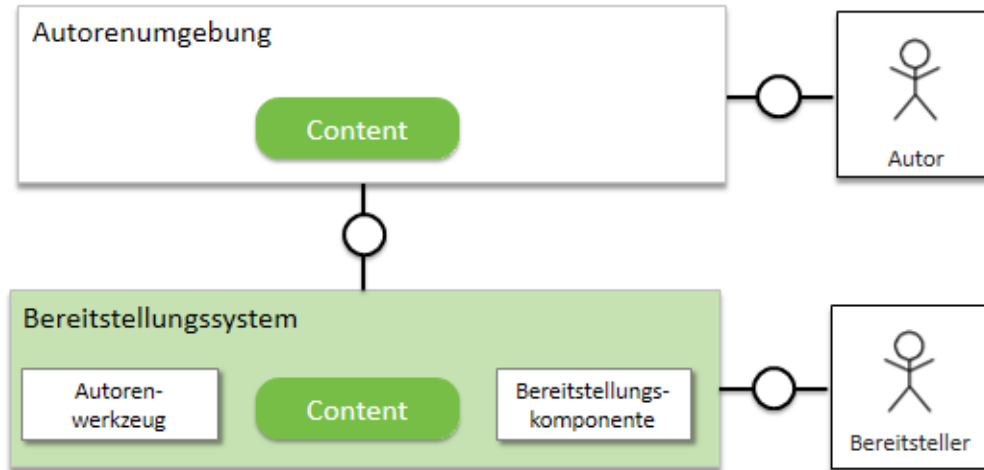 Autorenumgebung
Content
Autor
Bereitstellungssystem
Autoren-
werkzeug
Content
Bereitstellungs-
komponente
Bereitsteller